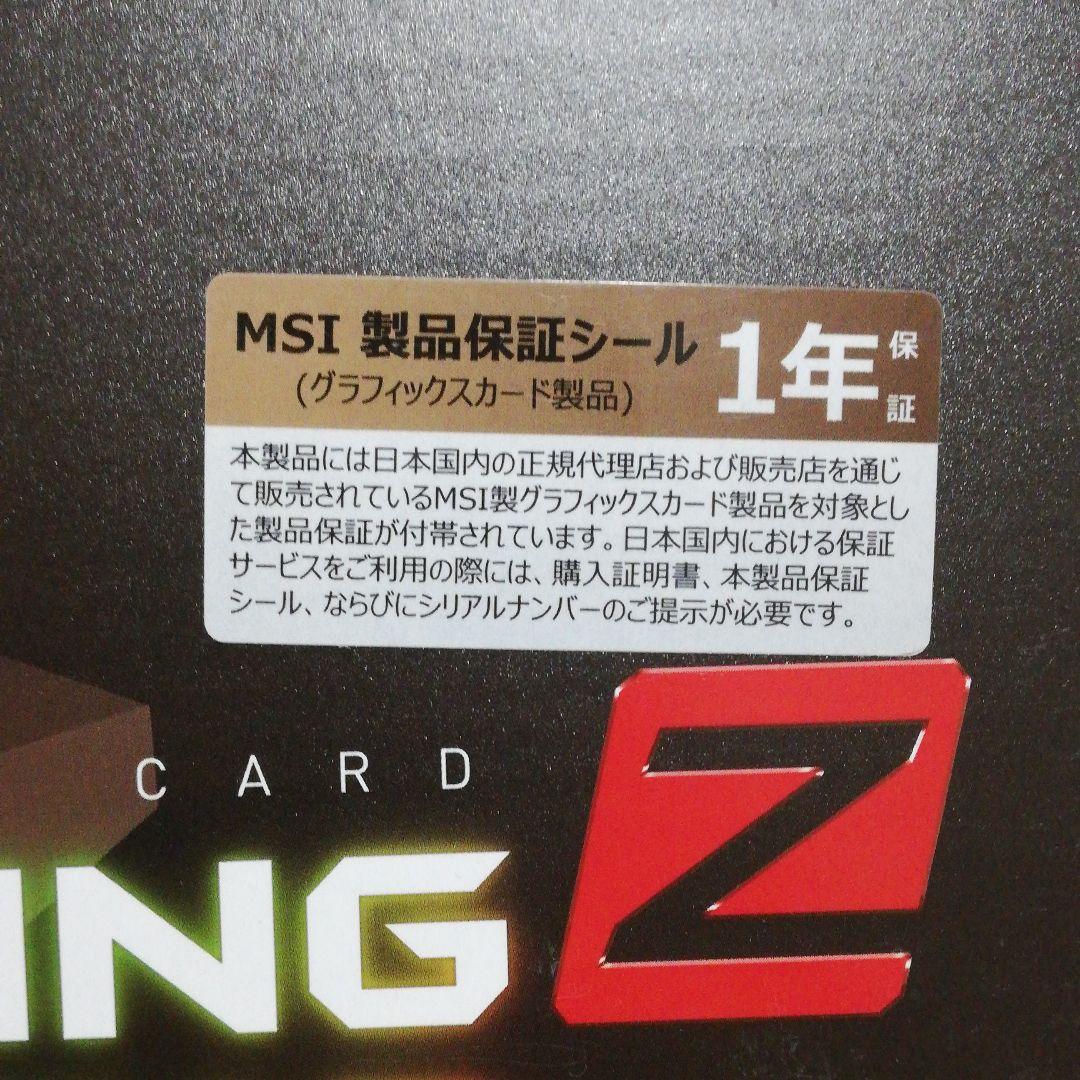 MSI 製品保証シール
(グラフィックスカード製品)
1年
保
証
本製品には日本国内の正規代理店および販売店を通じ
て販売されているMSI製グラフィックスカード製品を対象とし
た製品保証が付帯されています。日本国内における保証
サービスをご利用の際には、購入証明書、本製品保証
シール、ならびにシリアルナンバーのご提示が必要です。
CARD
ING Z